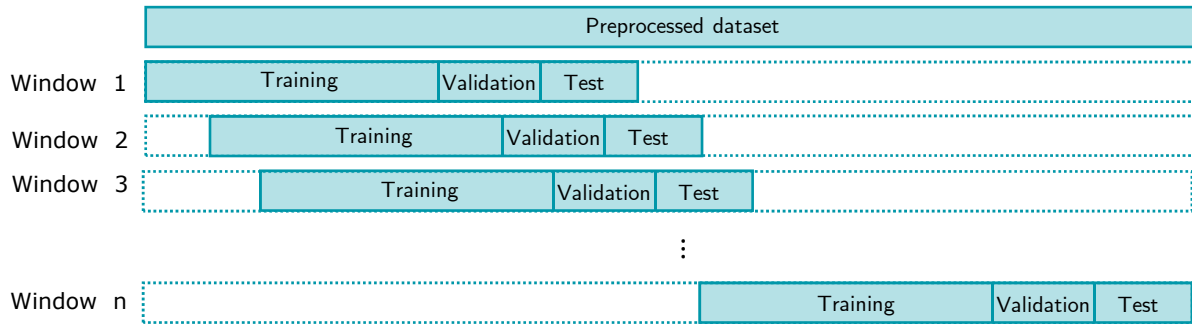 Preprocessed dataset
Window 1 Training Validation Test
Window 2 Training Validation Test
Window 3 Training Validation Test
⋮
Window n Training Validation Test